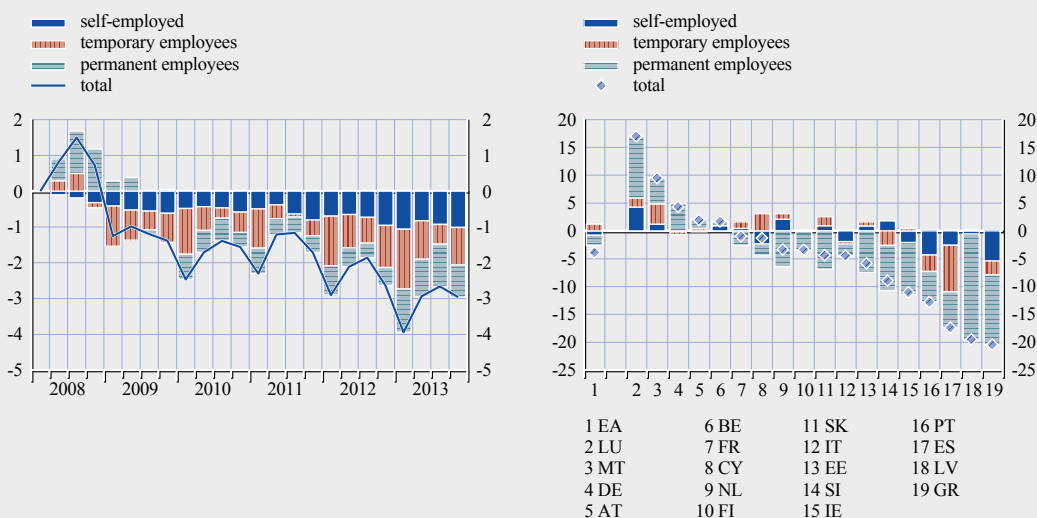 self-employed
temporary employees
permanent employees
total
2 2
1 1
0 0
-1 -1
-2 -2
-3 -3
-4 -4
-5 -5
2008 2009 2010 2011 2012 2013
self-employed
temporary employees
permanent employees
total
20 20
15 15
10 10
5 5
0 0
-5 -5
-10 -10
-15 -15
-20 -20
-25 -25
1 2 3 4 5 6 7 8 9 10 11 12 13 14 15 16 17 18 19
1 EA 6 BE 11 SK 16 PT
2 LU 7 FR 12 IT 17 ES
3 MT 8 CY 13 EE 18 LV
4 DE 9 NL 14 SI 19 GR
5 AT 10 FI 15 IE